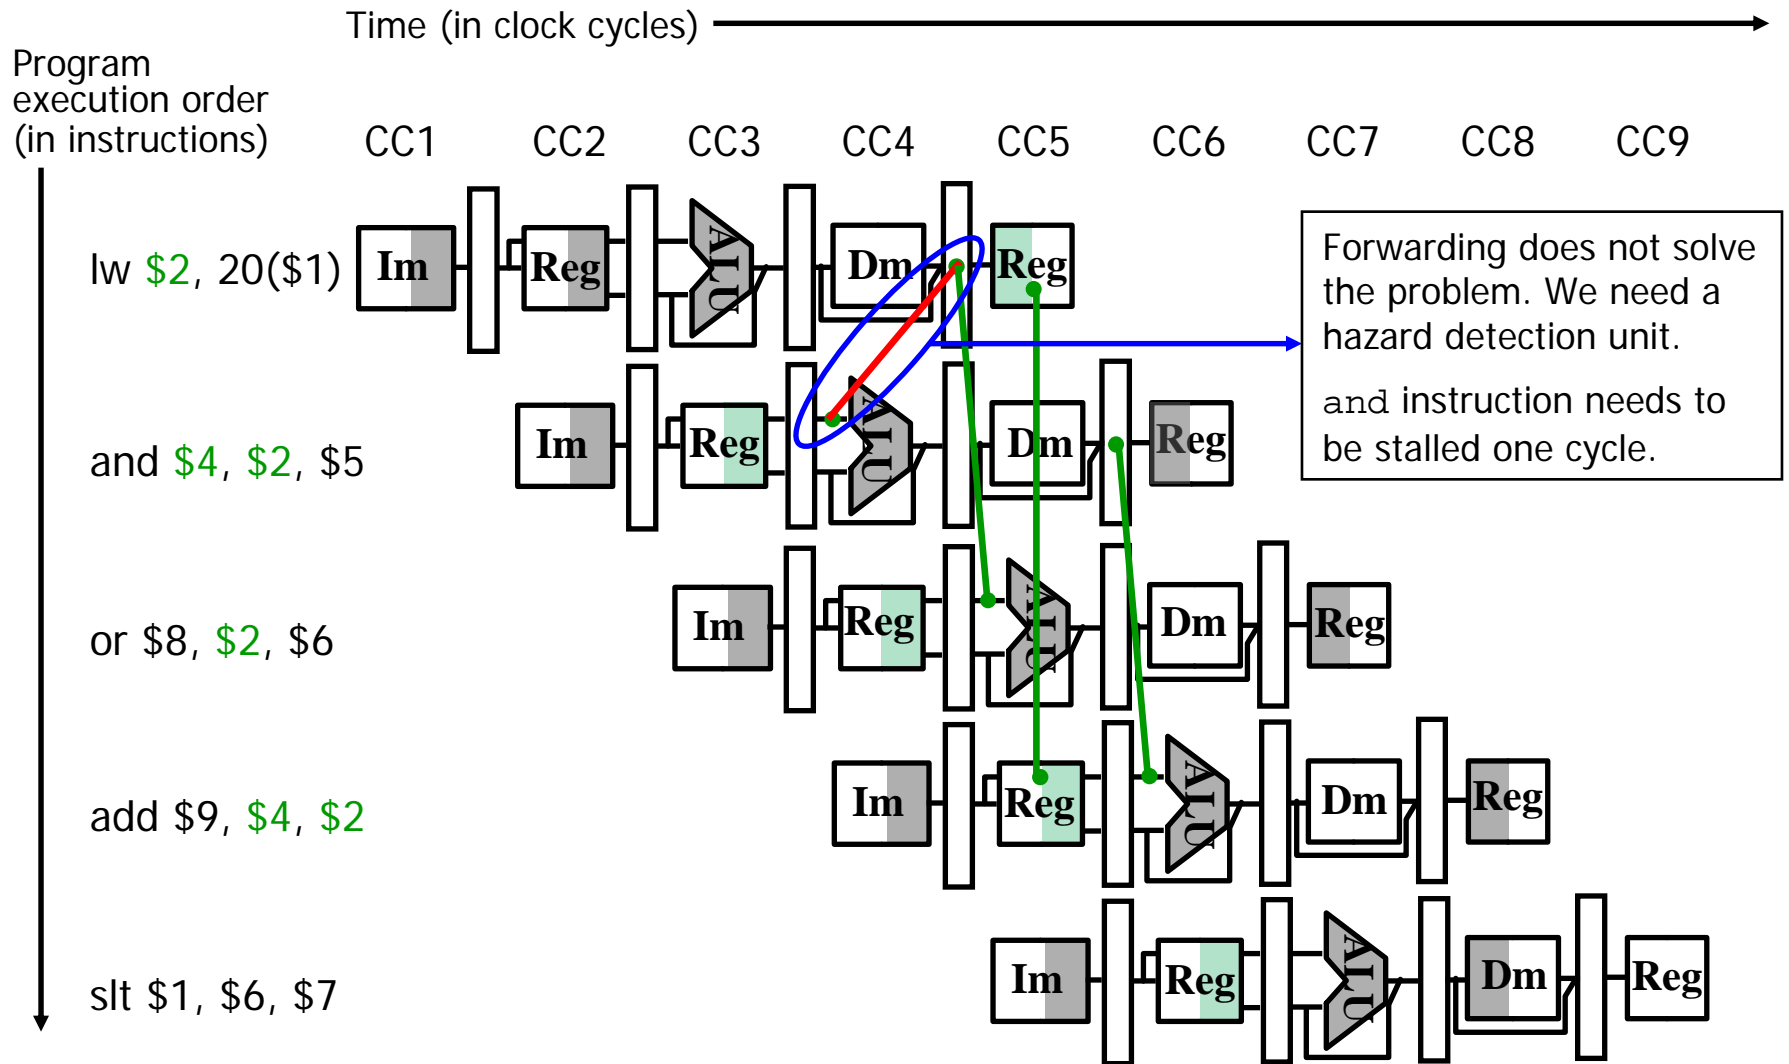 Time (in clock cycles)
Program
execution order
(in instructions)
CC1 CC2 CC3 CC4 CC5 CC6 CC7 CC8 CC9
lw $2, 20($1)
Im Reg ALU Dm Reg
Forwarding does not solve
the problem. We need a
hazard detection unit.
and instruction needs to
be stalled one cycle.
and $4, $2, $5
Im Reg ALU Dm Reg
or $8, $2, $6
Im Reg ALU Dm Reg
add $9, $4, $2
Im Reg ALU Dm Reg
slt $1, $6, $7
Im Reg ALU Dm Reg